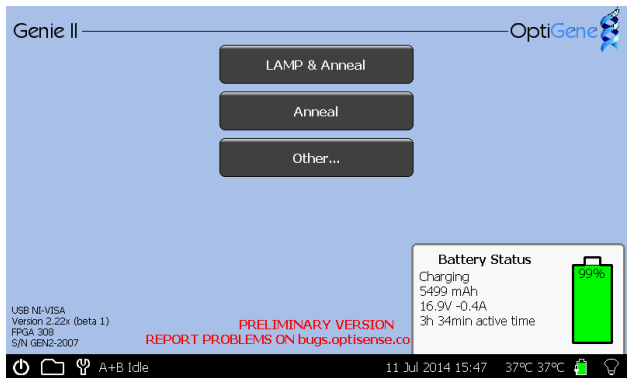 Genie II
OptiGene
LAMP & Anneal
Anneal
Other...
Battery Status
Charging
5499 mAh
16.9V -0.4A
3h 34min active time
99%
USB NI-VISA
Version 2.22x (beta 1)
FPGA 308
S/N GEN2-2007
PRELIMINARY VERSION
REPORT PROBLEMS ON bugs.optisense.co
A+B Idle
11 Jul 2014 15:47
37°C 37°C